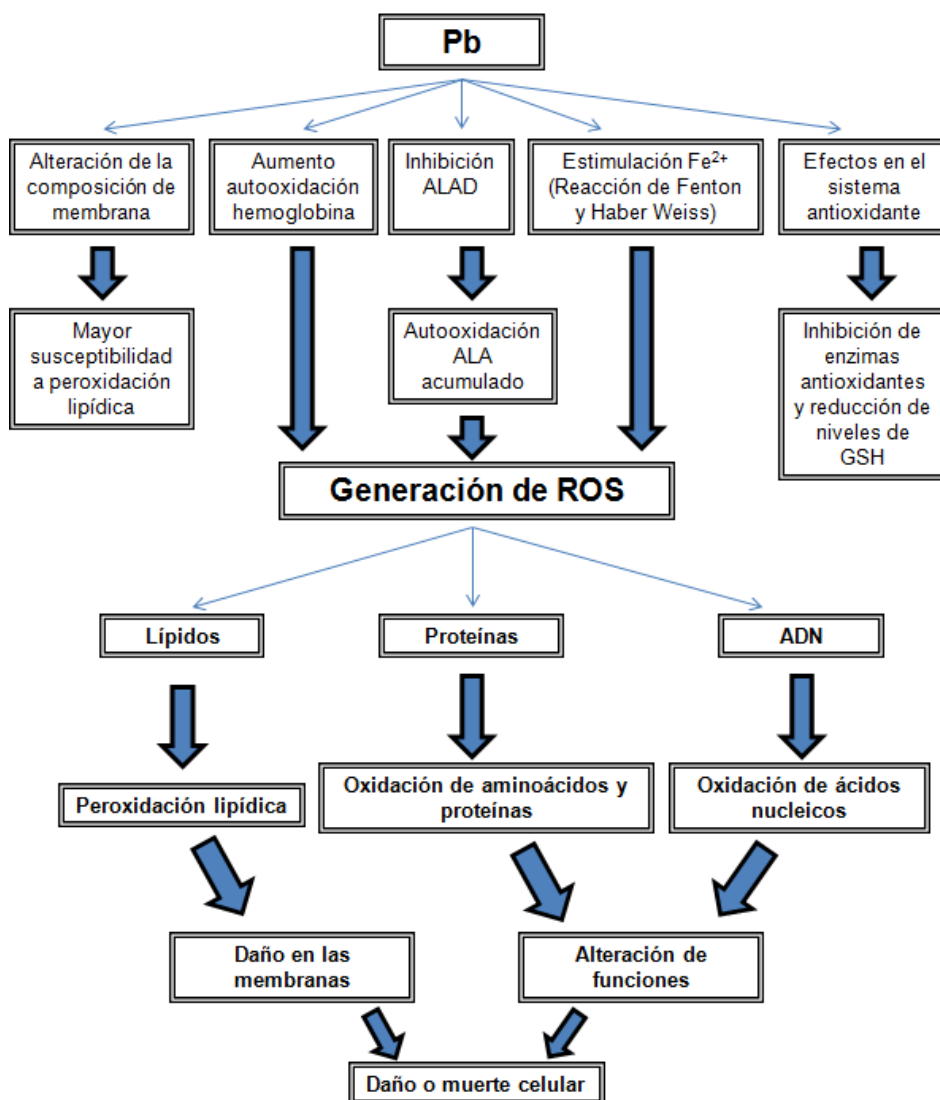 Pb
Alteración de la
composición de
membrana
Aumento
autooxidación
hemoglobina
Inhibición
ALAD
Estimulación Fe²⁺
(Reacción de Fenton
y Haber Weiss)
Efectos en el
sistema
antioxidante
Mayor
susceptibilidad
a peroxidación
lipídica
Autooxidación
ALA
acumulado
Inhibición de
enzimas
antioxidantes
y reducción de
niveles de
GSH
Generación de ROS
Lípidos
Proteínas
ADN
Peroxidación lipídica
Oxidación de aminoácidos y
proteínas
Oxidación de ácidos
nucleicos
Daño en las
membranas
Alteración de
funciones
Daño o muerte celular